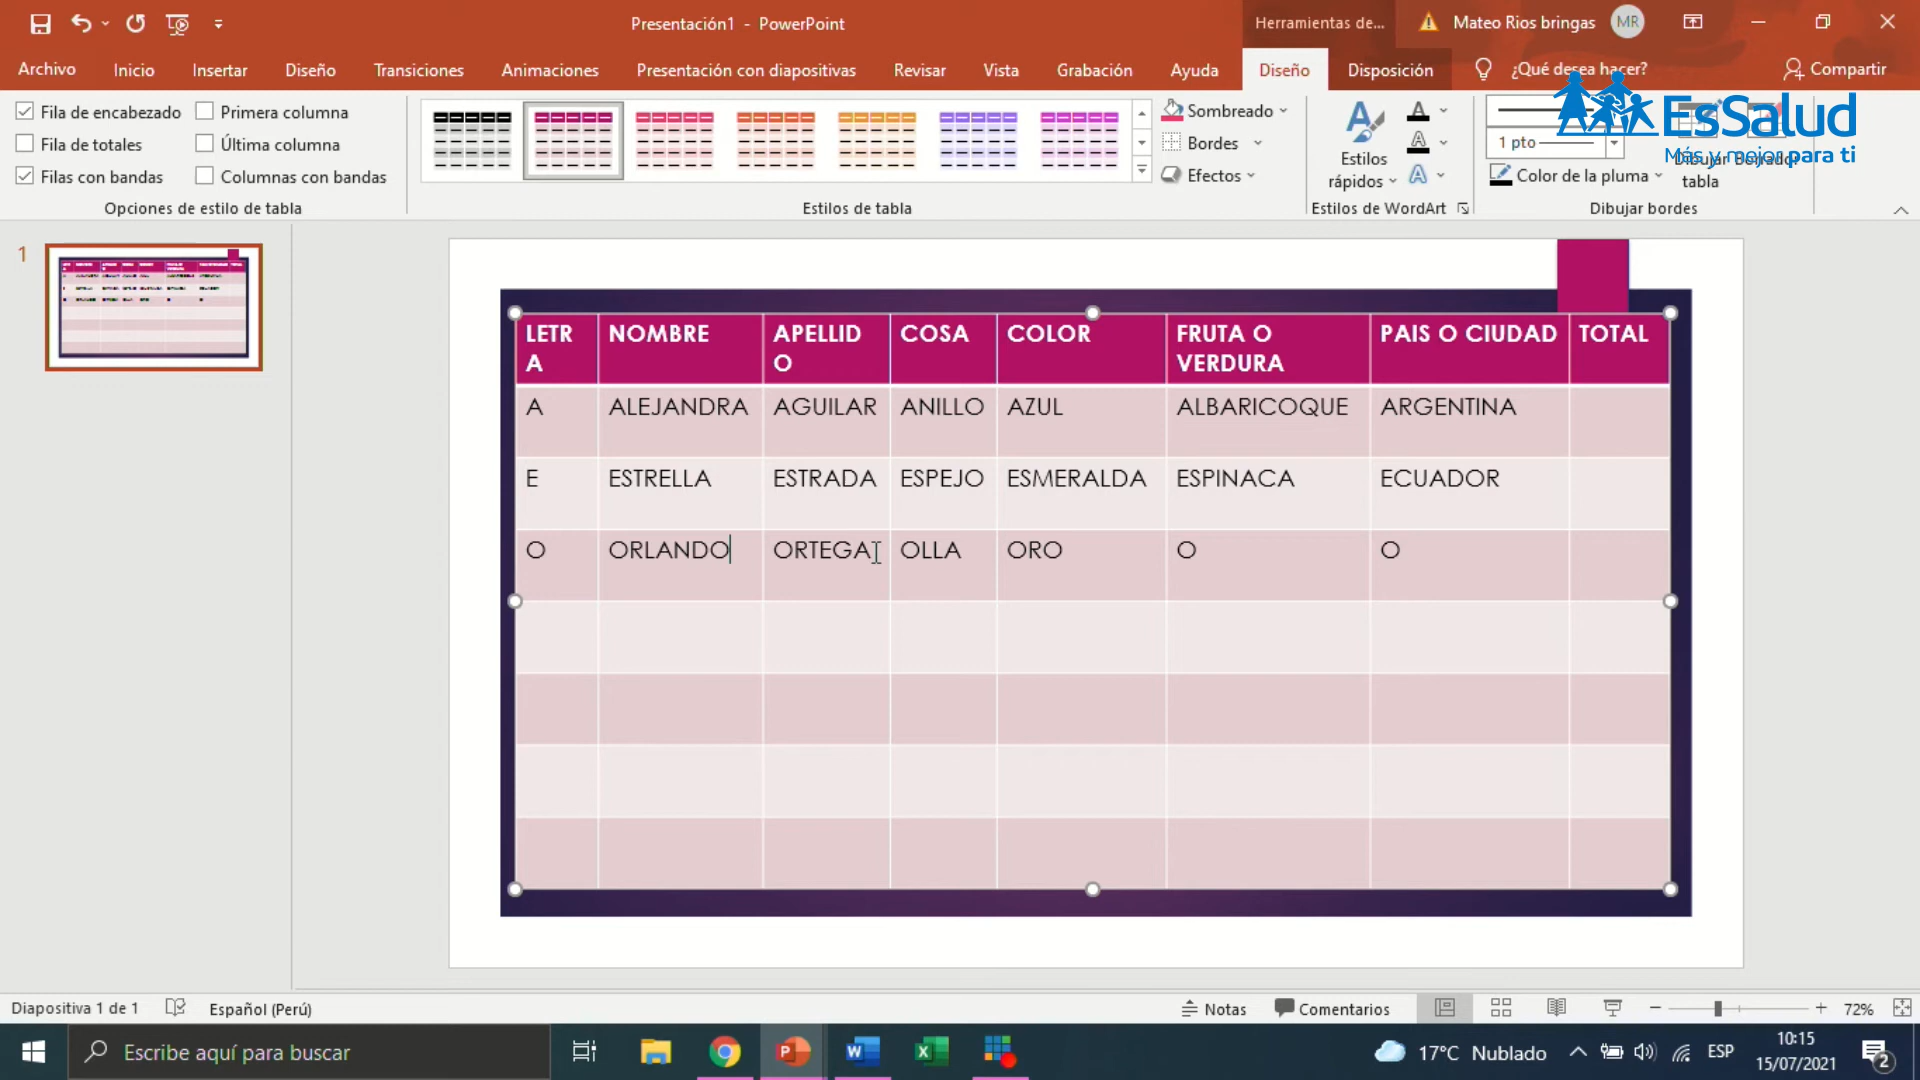 Presentación1 - PowerPoint
Herramientas de...
Mateo Rios bringas
MR
Archivo
Inicio
Insertar
Diseño
Transiciones
Animaciones
Presentación con diapositivas
Revisar
Vista
Grabación
Ayuda
Diseño
Disposición
¿Qué desea hacer?
Compartir
Fila de encabezado
Primera columna
Fila de totales
Última columna
Filas con bandas
Columnas con bandas
Opciones de estilo de tabla
Estilos de tabla
Sombreado
Bordes
Efectos
Estilos
rápidos
Estilos de WordArt
1 pto
Color de la pluma
Dibujar
tabla
Borrador
Dibujar bordes
EsSalud
Más y mejor para ti
1
LETR
A
NOMBRE
APELLID
O
COSA
COLOR
FRUTA O
VERDURA
PAIS O CIUDAD
TOTAL
A ALEJANDRA AGUILAR ANILLO AZUL ALBARICOQUE ARGENTINA
E ESTRELLA ESTRADA ESPEJO ESMERALDA ESPINACA ECUADOR
O ORLANDO ORTEGA OLLA ORO O O
Diapositiva 1 de 1
Español (Perú)
Notas
Comentarios
72%
Escribe aquí para buscar
17°C Nublado
ESP
10:15
15/07/2021
2